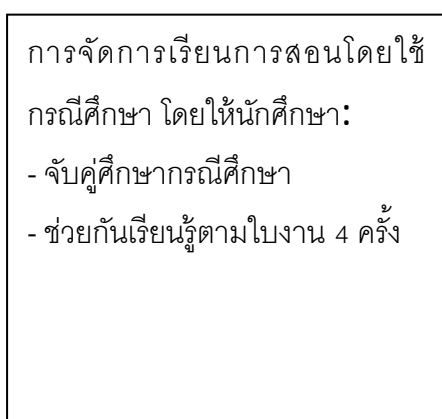 การจัดการเรียนการสอนโดยใช้
กรณีศึกษา โดยให้นักศึกษา:
- จับคู่ศึกษากรณีศึกษา
- ช่วยกันเรียนรู้ตามใบงาน 4 ครั้ง